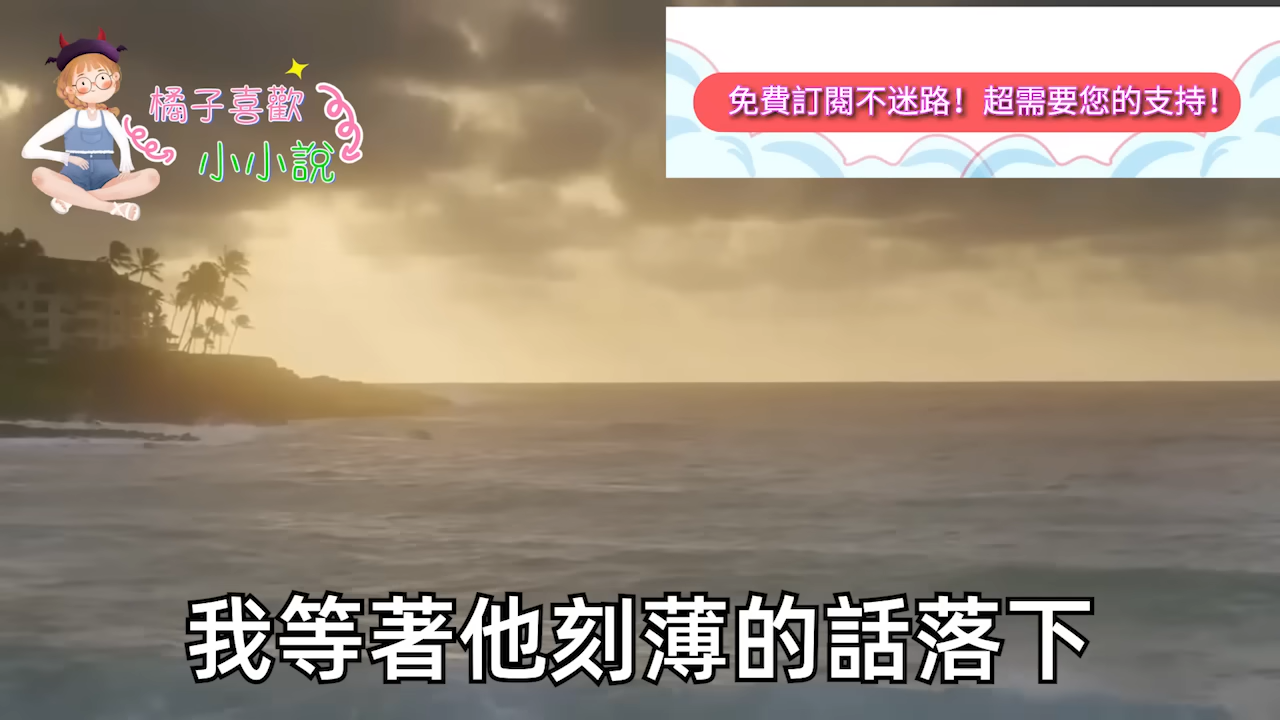 橘子喜歡
小小說
免費訂閱不迷路！超需要您的支持！
我等著他刻薄的話落下